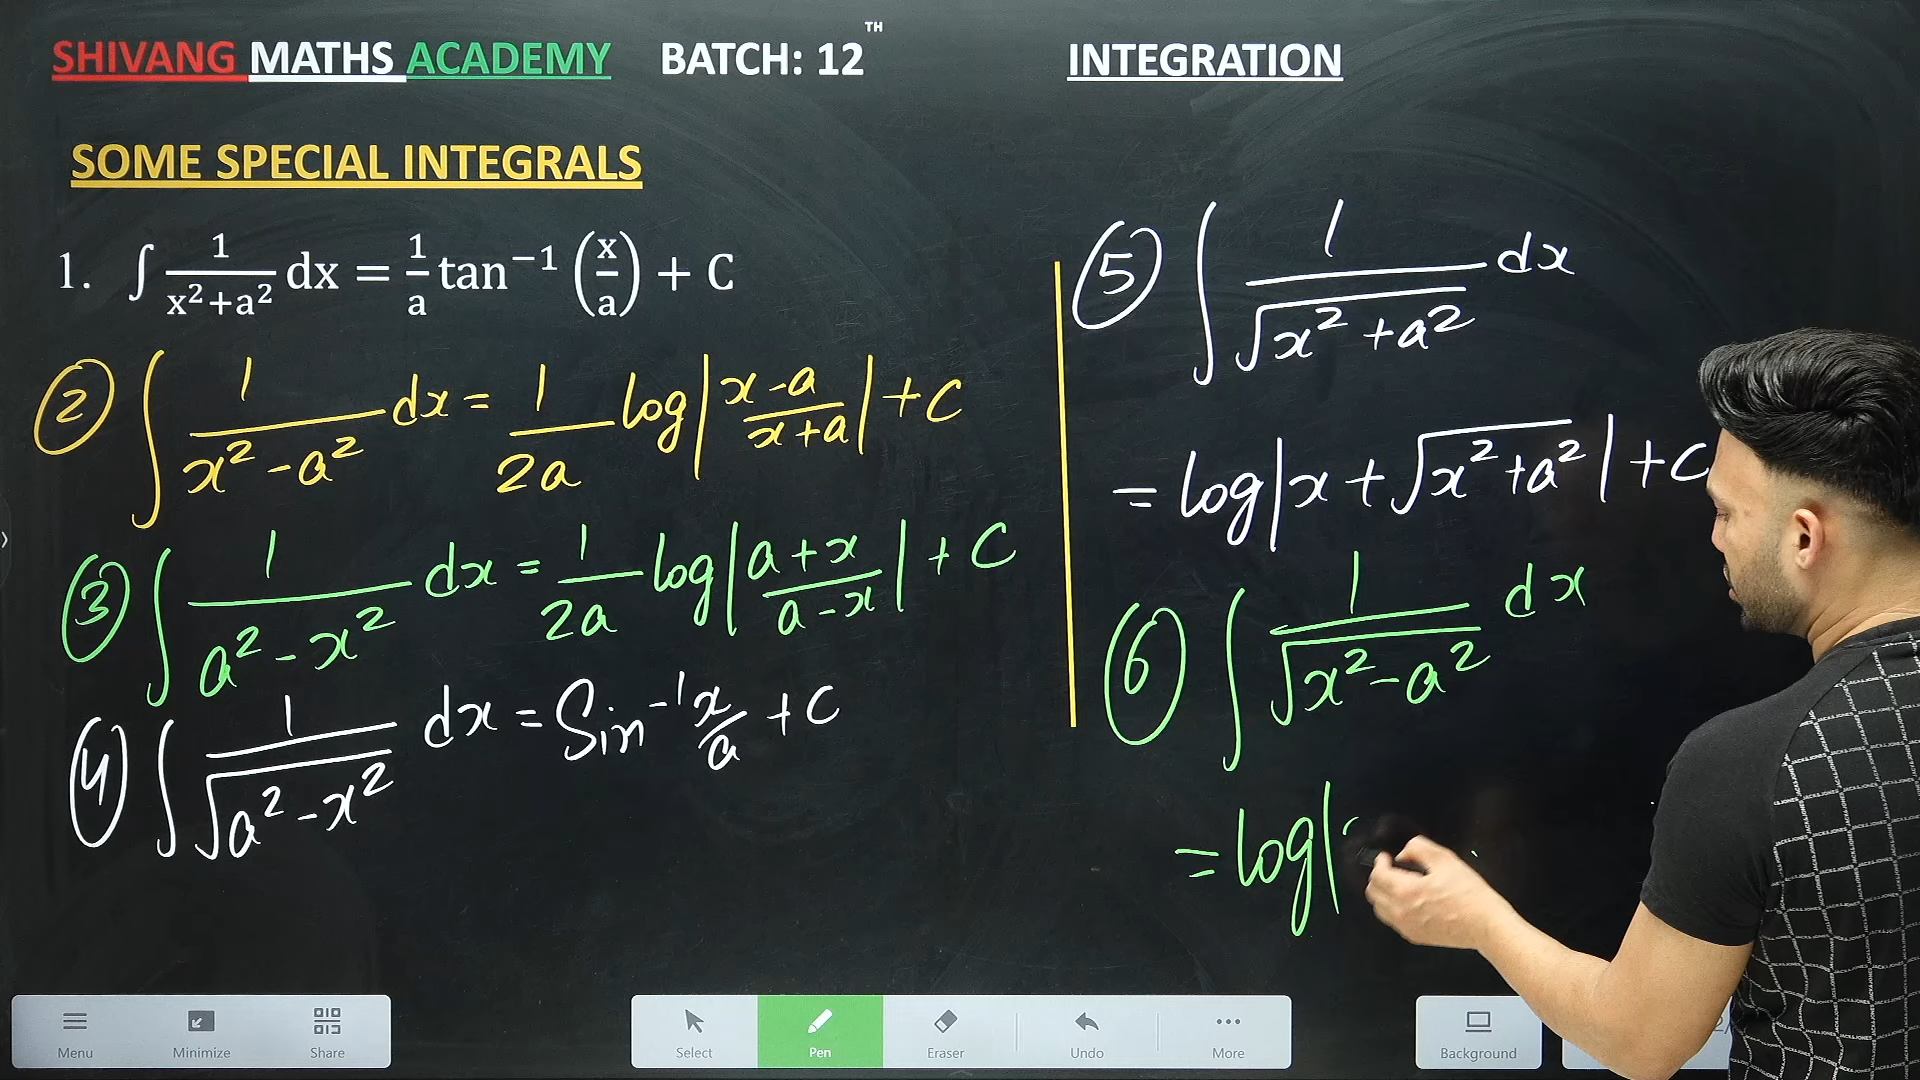 SHIVANG MATHS ACADEMY BATCH: 12TH INTEGRATION
SOME SPECIAL INTEGRALS
1. ∫ 1/(x²+a²) dx = 1/a tan⁻¹ (x/a) + C
② ∫ 1/(x²-a²) dx = 1/2a log|(x-a)/(x+a)| + C
③ ∫ 1/(a²-x²) dx = 1/2a log|(a+x)/(a-x)| + C
④ ∫ 1/√(a²-x²) dx = Sin⁻¹ x/a + C
⑤ ∫ 1/√(x²+a²) dx
= log|x+√(x²+a²)| + C
⑥ ∫ 1/√(x²-a²) dx
= log|
Menu Minimize Share Select Pen Eraser Undo More Background